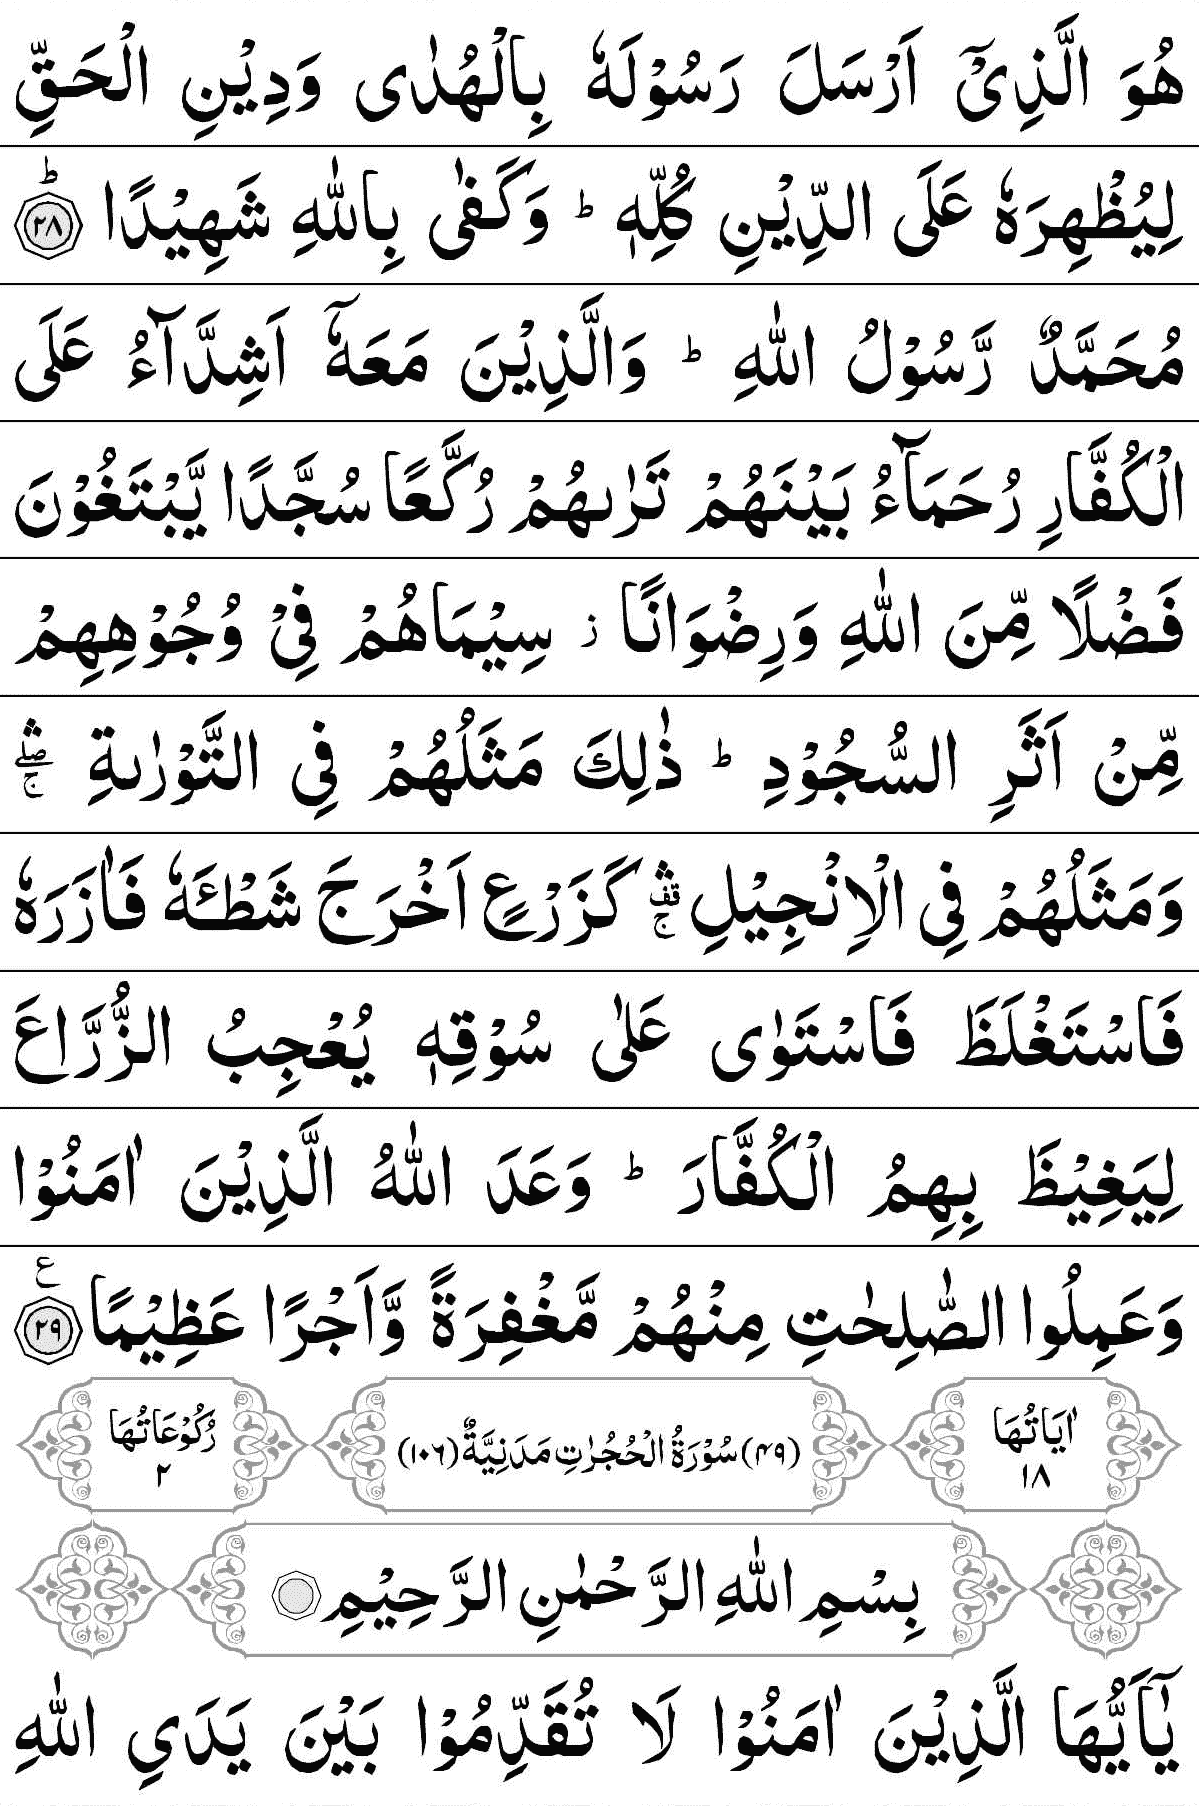 هُوَ الَّذِیْۤ اَرْسَلَ رَسُوْلَهٗ بِالْهُدٰی وَدِیْنِ الْحَقِّ
لِیُظْهِرَهٗ عَلَی الدِّیْنِ كُلِّهٖ ؕ وَكَفٰی بِاللّٰهِ شَهِیْدًا ؕ ۲۸
مُحَمَّدٌ رَّسُوْلُ اللّٰهِ ؕ وَالَّذِیْنَ مَعَهٗۤ اَشِدَّآءُ عَلَی
الْكُفَّارِ رُحَمَآءُ بَیْنَهُمْ تَرٰىهُمْ رُكَّعًا سُجَّدًا یَّبْتَغُوْنَ
فَضْلًا مِّنَ اللّٰهِ وَرِضْوَانًا ز سِیْمَاهُمْ فِیْ وُجُوْهِهِمْ
مِّنْ اَثَرِ السُّجُوْدِ ؕ ذٰلِكَ مَثَلُهُمْ فِی التَّوْرٰىةِ ۛۖۚ
وَمَثَلُهُمْ فِی الْاِنْجِیْلِ ۛ قف ج كَزَرْعٍ اَخْرَجَ شَطْـَٔهٗ فَاٰزَرَهٗ
فَاسْتَغْلَظَ فَاسْتَوٰی عَلٰی سُوْقِهٖ یُعْجِبُ الزُّرَّاعَ
لِیَغِیْظَ بِهِمُ الْكُفَّارَ ؕ وَعَدَ اللّٰهُ الَّذِیْنَ اٰمَنُوْا
وَعَمِلُوا الصّٰلِحٰتِ مِنْهُمْ مَّغْفِرَةً وَّاَجْرًا عَظِیْمًا ع ۲۹
اٰیَاتُهَا ۱۸
(۴۹) سُوْرَةُ الْحُجُرٰتِ مَدَنِیَّةٌ (۱۰۶)
رُكُوْعَاتُهَا ۲
بِسْمِ اللّٰهِ الرَّحْمٰنِ الرَّحِیْمِ
یٰۤاَیُّهَا الَّذِیْنَ اٰمَنُوْا لَا تُقَدِّمُوْا بَیْنَ یَدَیِ اللّٰهِ